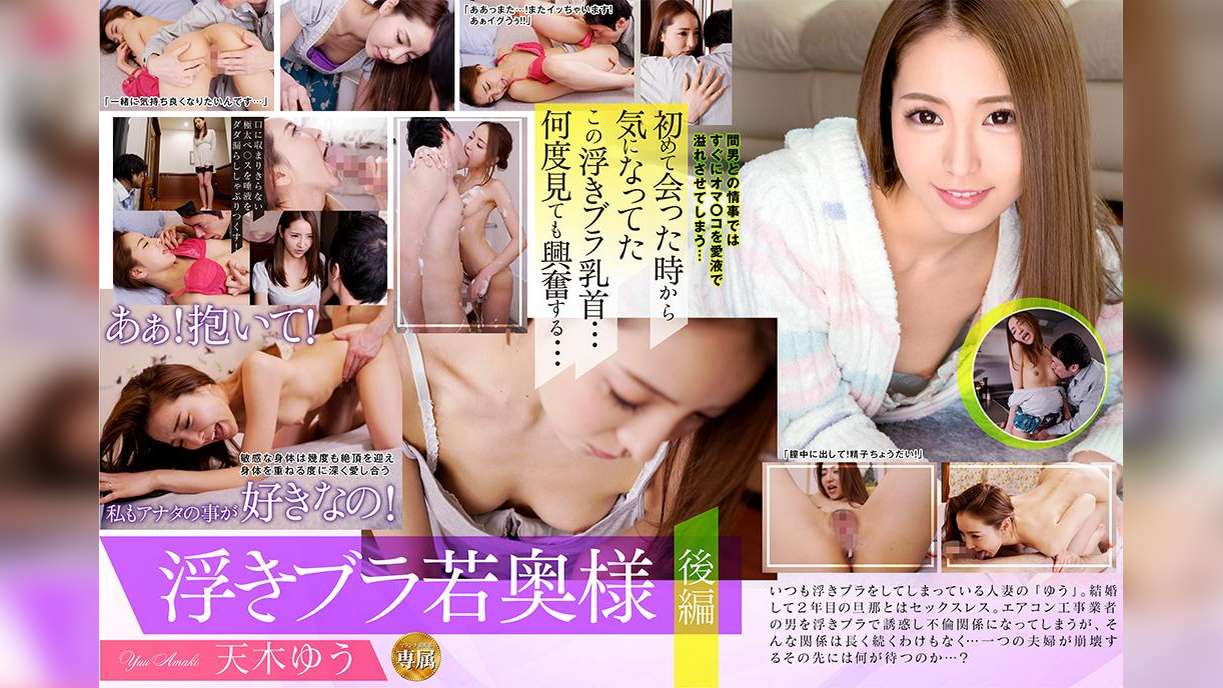 「一緒に気持ち良くなりたいんです…」
「ああっまた…!またイッちゃいます!
あぁイグうぅ!!」
口に収まりきらない
極太ペ〇スを唾液を
ダダ漏らししゃぶりつくす!
初めて会った時から
気になってた
この浮きブラ乳首…
何度見ても興奮する…
間男との情事では
すぐにオマ〇コを愛液で
溢れさせてしまう…
あぁ!抱いて!
敏感な身体は幾度も絶頂を迎え
身体を重ねる度に深く愛し合う
私もアナタの事が好きなの!
「膣中に出して!精子ちょうだい!」
浮きブラ若奥様
後編
Yuu Amaki
天木ゆう
専属
いつも浮きブラをしてしまっている人妻の「ゆう」。結婚
して2年目の旦那とはセックスレス。エアコン工事業者
の男を浮きブラで誘惑し不倫関係になってしまうが、そ
んな関係は長く続くわけもなく…一つの夫婦が崩壊す
るその先には何が待つのか…?